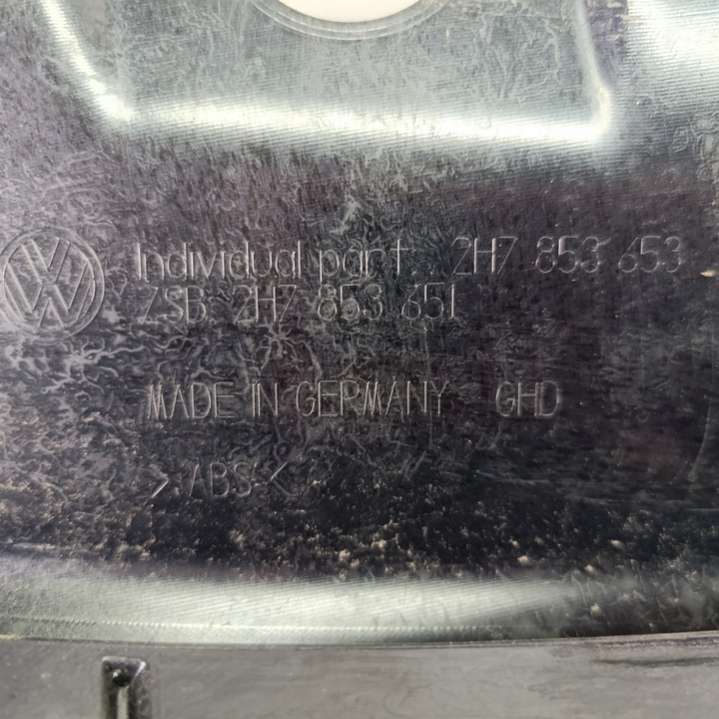 Individual part. 2H7 853 653
ZSB 2H7 853 651
MADE IN GERMANY GHD
> ABS <